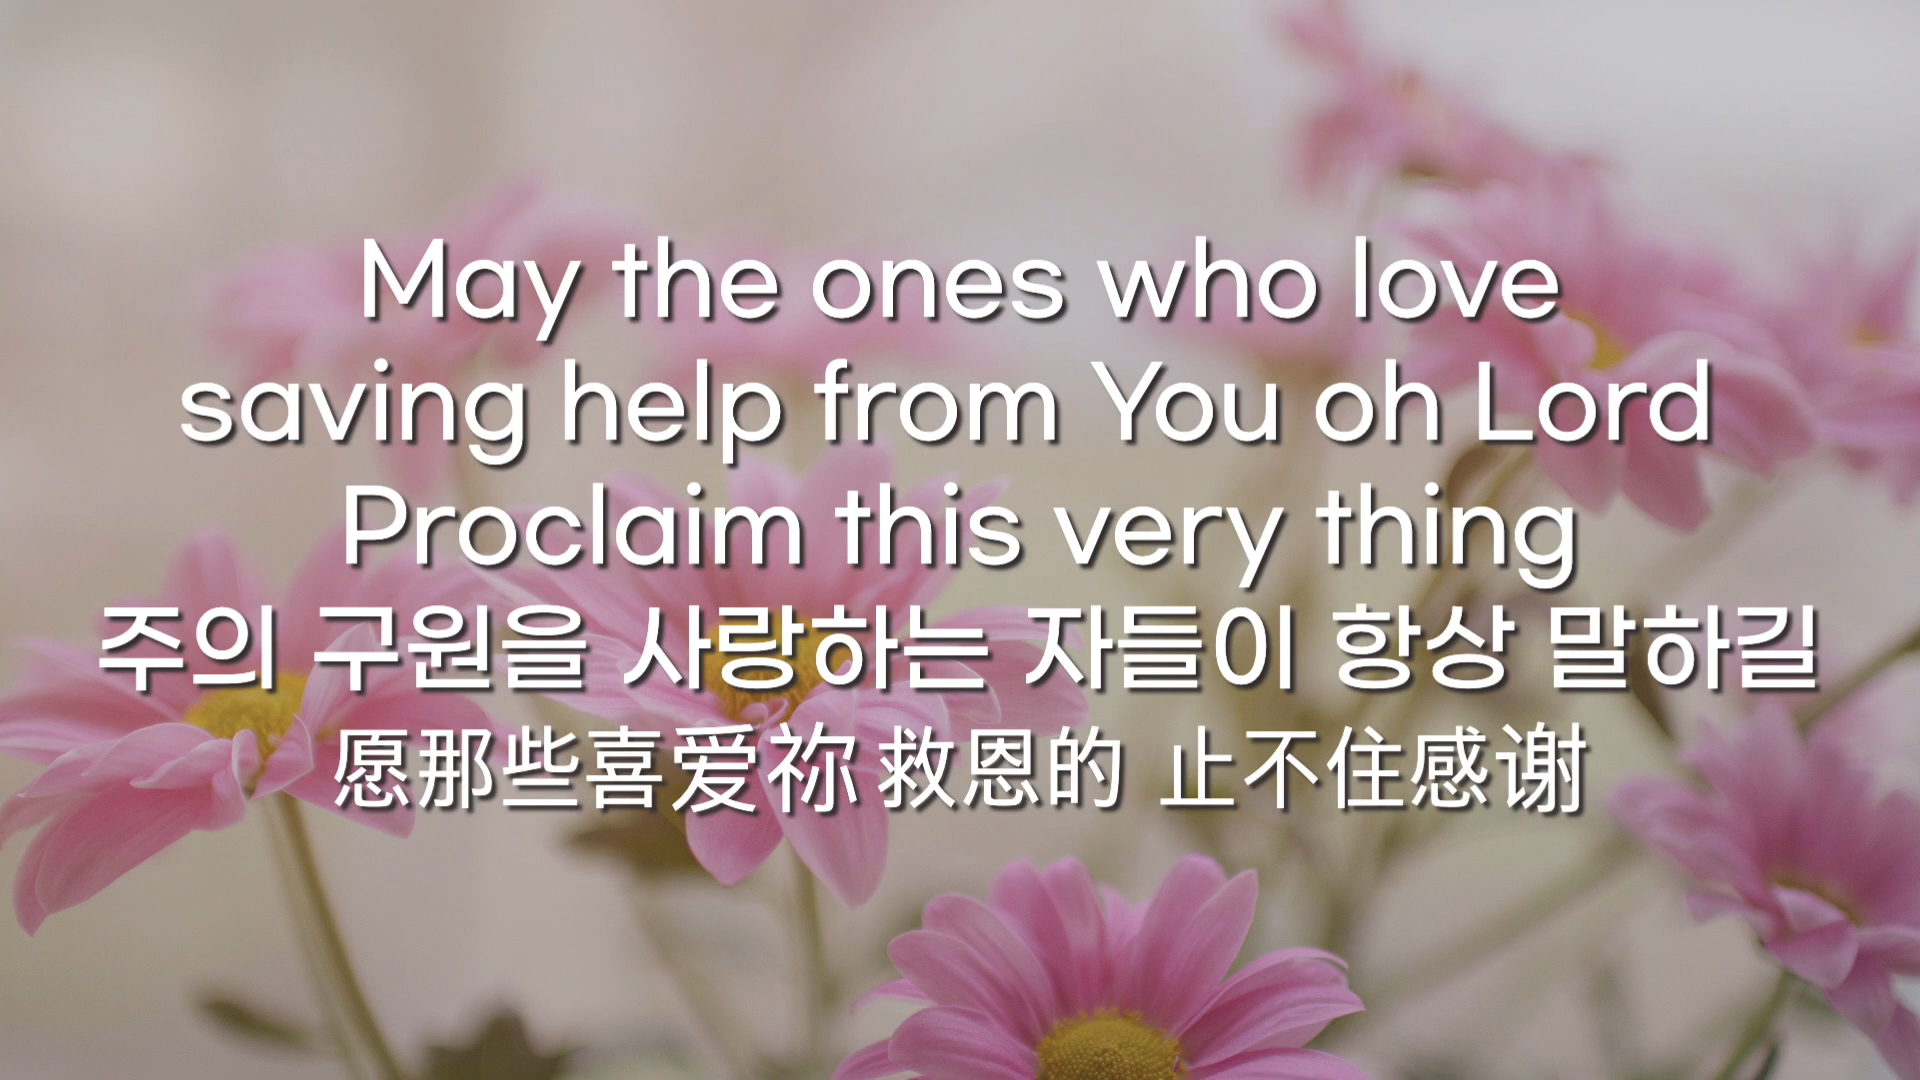 May the ones who love
saving help from You oh Lord
Proclaim this very thing
주의 구원을 사랑하는 자들이 항상 말하길
愿那些喜爱祢救恩的 止不住感谢